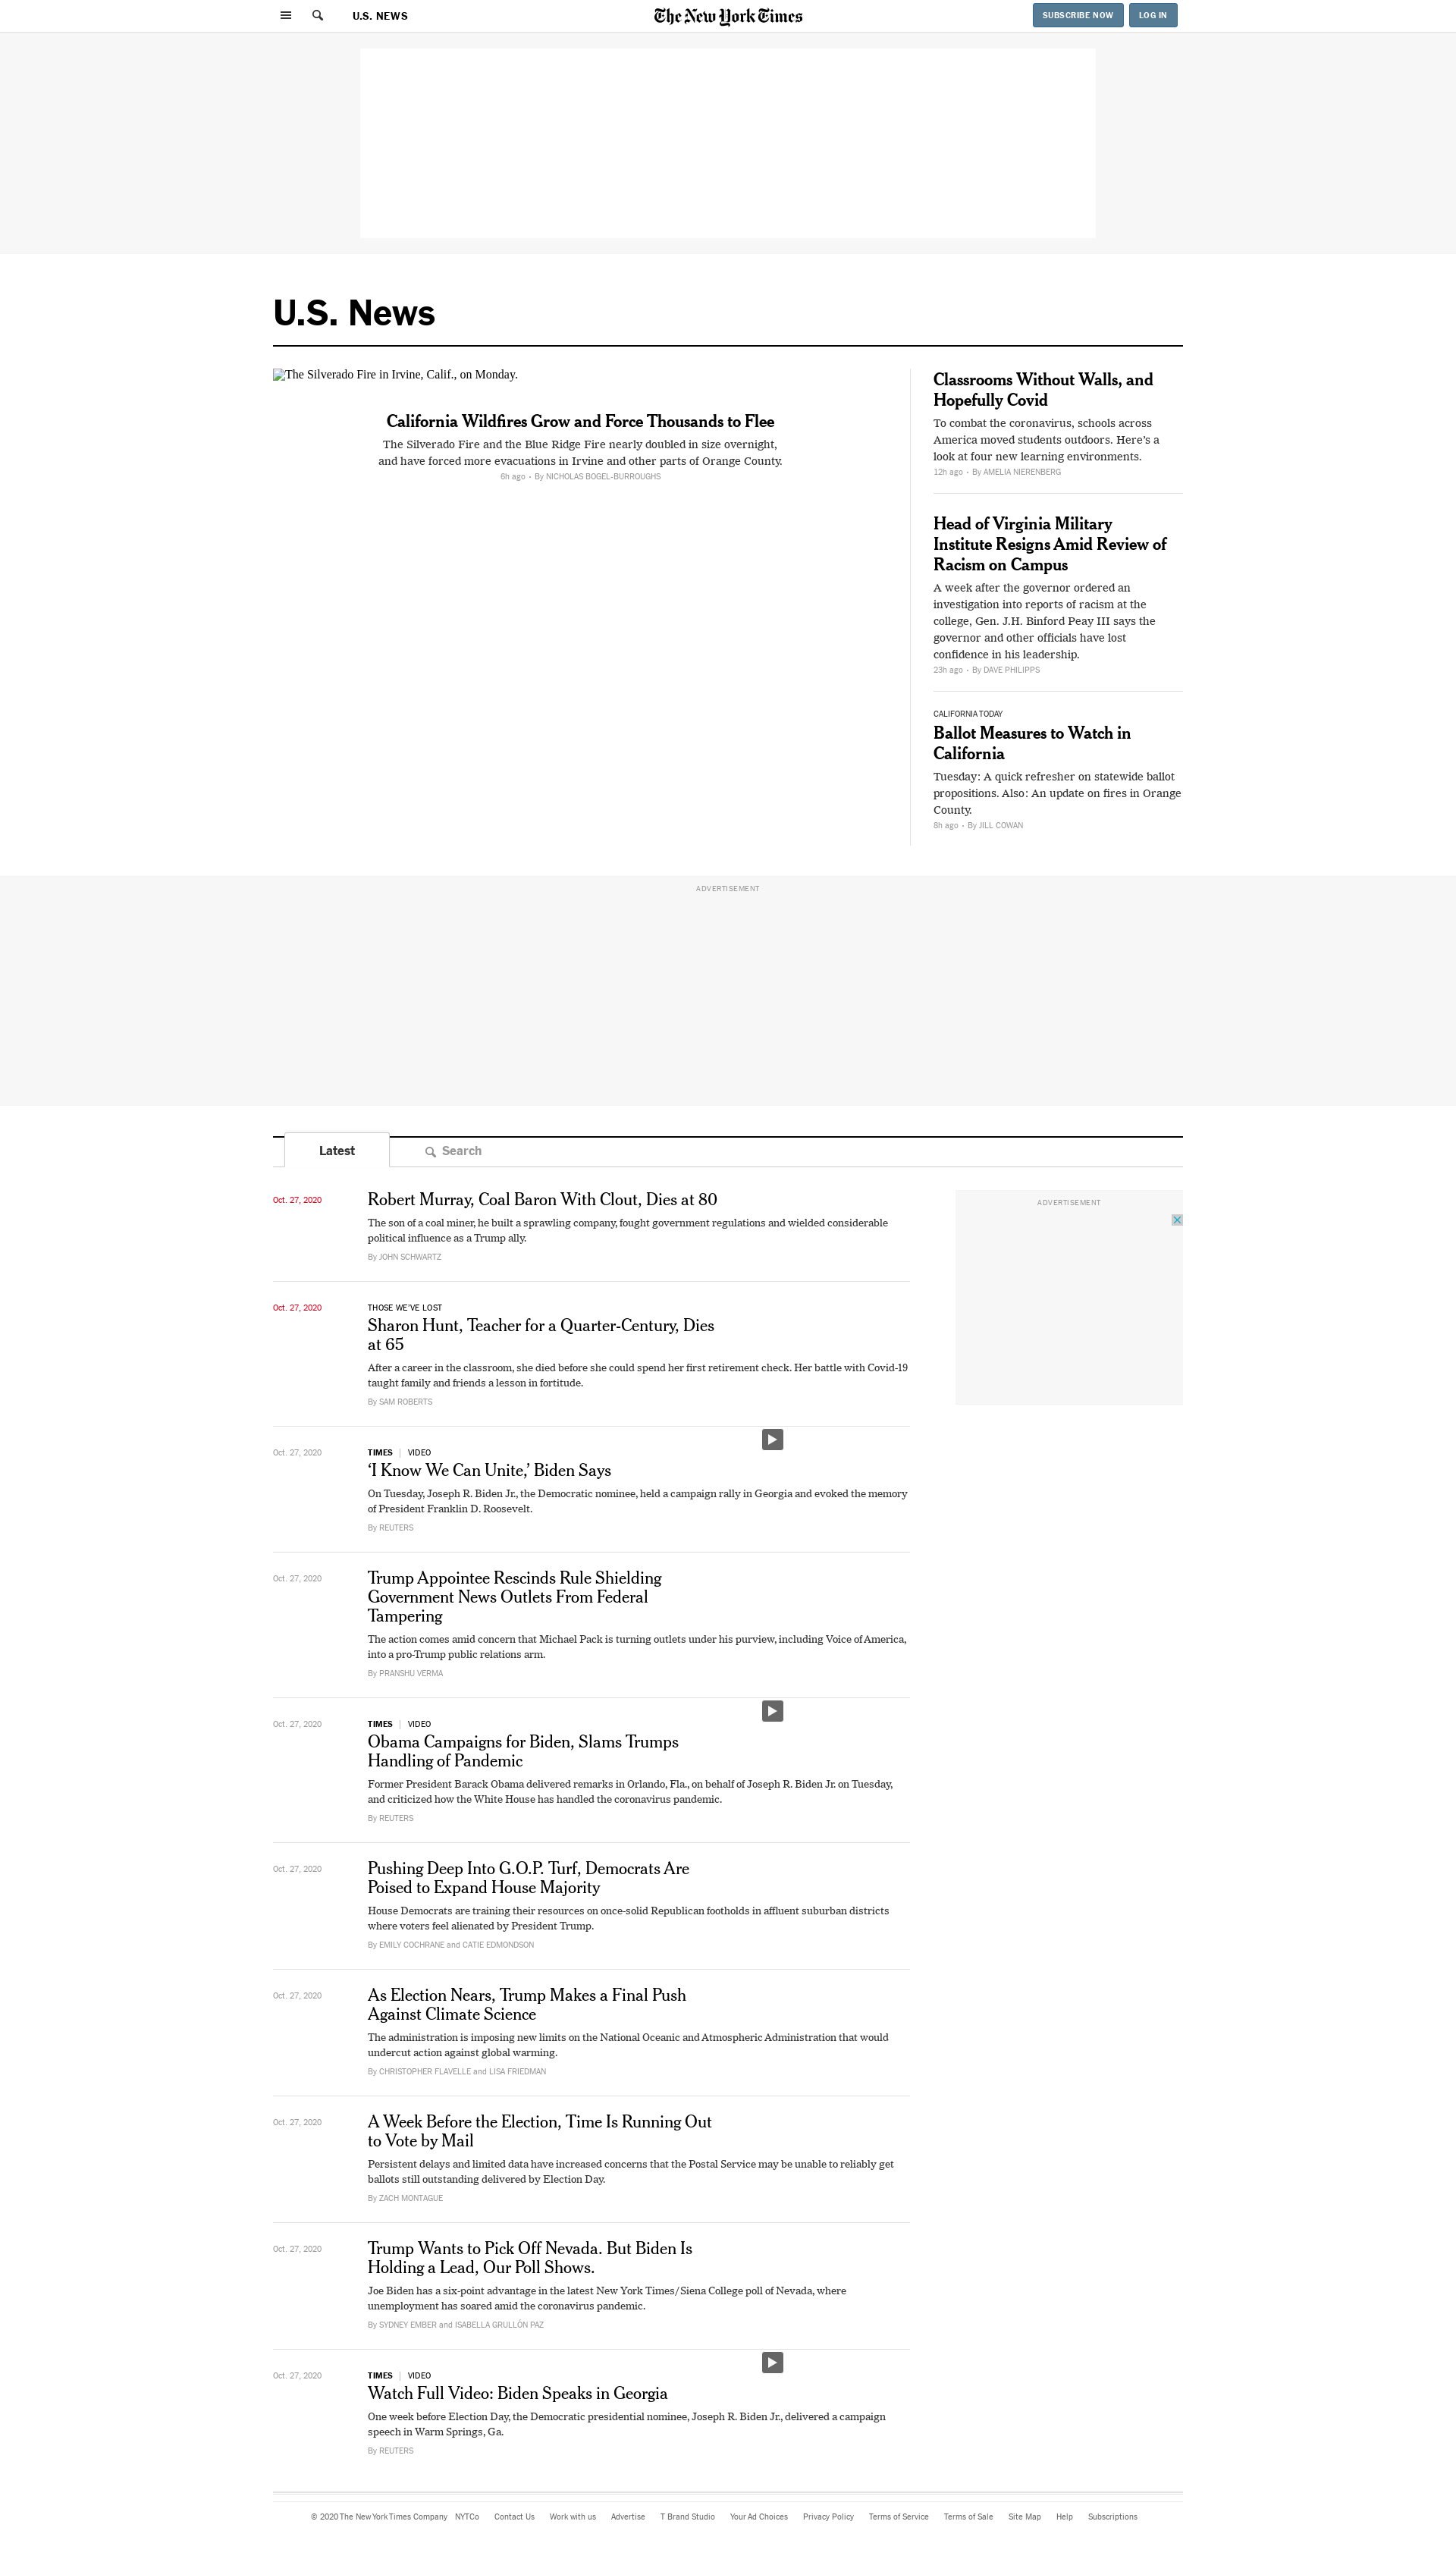 U.S. NEWS
The New York Times
SUBSCRIBE NOW
LOG IN
U.S. News
The Silverado Fire in Irvine, Calif., on Monday.
California Wildfires Grow and Force Thousands to Flee
The Silverado Fire and the Blue Ridge Fire nearly doubled in size overnight,
and have forced more evacuations in Irvine and other parts of Orange County.
6h ago • By NICHOLAS BOGEL-BURROUGHS
Classrooms Without Walls, and
Hopefully Covid
To combat the coronavirus, schools across
America moved students outdoors. Here's a
look at four new learning environments.
12h ago • By AMELIA NIERENBERG
Head of Virginia Military
Institute Resigns Amid Review of
Racism on Campus
A week after the governor ordered an
investigation into reports of racism at the
college, Gen. J.H. Binford Peay III says the
governor and other officials have lost
confidence in his leadership.
23h ago • By DAVE PHILIPPS
CALIFORNIA TODAY
Ballot Measures to Watch in
California
Tuesday: A quick refresher on statewide ballot
propositions. Also: An update on fires in Orange
County.
8h ago • By JILL COWAN
ADVERTISEMENT
Latest
Search
Oct. 27, 2020
Robert Murray, Coal Baron With Clout, Dies at 80
The son of a coal miner, he built a sprawling company, fought government regulations and wielded considerable
political influence as a Trump ally.
By JOHN SCHWARTZ
ADVERTISEMENT
Oct. 27, 2020
THOSE WE'VE LOST
Sharon Hunt, Teacher for a Quarter-Century, Dies
at 65
After a career in the classroom, she died before she could spend her first retirement check. Her battle with Covid-19
taught family and friends a lesson in fortitude.
By SAM ROBERTS
Oct. 27, 2020
TIMES | VIDEO
‘I Know We Can Unite,’ Biden Says
On Tuesday, Joseph R. Biden Jr., the Democratic nominee, held a campaign rally in Georgia and evoked the memory
of President Franklin D. Roosevelt.
By REUTERS
Oct. 27, 2020
Trump Appointee Rescinds Rule Shielding
Government News Outlets From Federal
Tampering
The action comes amid concern that Michael Pack is turning outlets under his purview, including Voice of America,
into a pro-Trump public relations arm.
By PRANSHU VERMA
Oct. 27, 2020
TIMES | VIDEO
Obama Campaigns for Biden, Slams Trumps
Handling of Pandemic
Former President Barack Obama delivered remarks in Orlando, Fla., on behalf of Joseph R. Biden Jr. on Tuesday,
and criticized how the White House has handled the coronavirus pandemic.
By REUTERS
Oct. 27, 2020
Pushing Deep Into G.O.P. Turf, Democrats Are
Poised to Expand House Majority
House Democrats are training their resources on once-solid Republican footholds in affluent suburban districts
where voters feel alienated by President Trump.
By EMILY COCHRANE and CATIE EDMONDSON
Oct. 27, 2020
As Election Nears, Trump Makes a Final Push
Against Climate Science
The administration is imposing new limits on the National Oceanic and Atmospheric Administration that would
undercut action against global warming.
By CHRISTOPHER FLAVELLE and LISA FRIEDMAN
Oct. 27, 2020
A Week Before the Election, Time Is Running Out
to Vote by Mail
Persistent delays and limited data have increased concerns that the Postal Service may be unable to reliably get
ballots still outstanding delivered by Election Day.
By ZACH MONTAGUE
Oct. 27, 2020
Trump Wants to Pick Off Nevada. But Biden Is
Holding a Lead, Our Poll Shows.
Joe Biden has a six-point advantage in the latest New York Times/Siena College poll of Nevada, where
unemployment has soared amid the coronavirus pandemic.
By SYDNEY EMBER and ISABELLA GRULLÓN PAZ
Oct. 27, 2020
TIMES | VIDEO
Watch Full Video: Biden Speaks in Georgia
One week before Election Day, the Democratic presidential nominee, Joseph R. Biden Jr., delivered a campaign
speech in Warm Springs, Ga.
By REUTERS
© 2020 The New York Times Company NYTCo Contact Us Work with us Advertise T Brand Studio Your Ad Choices Privacy Policy Terms of Service Terms of Sale Site Map Help Subscriptions